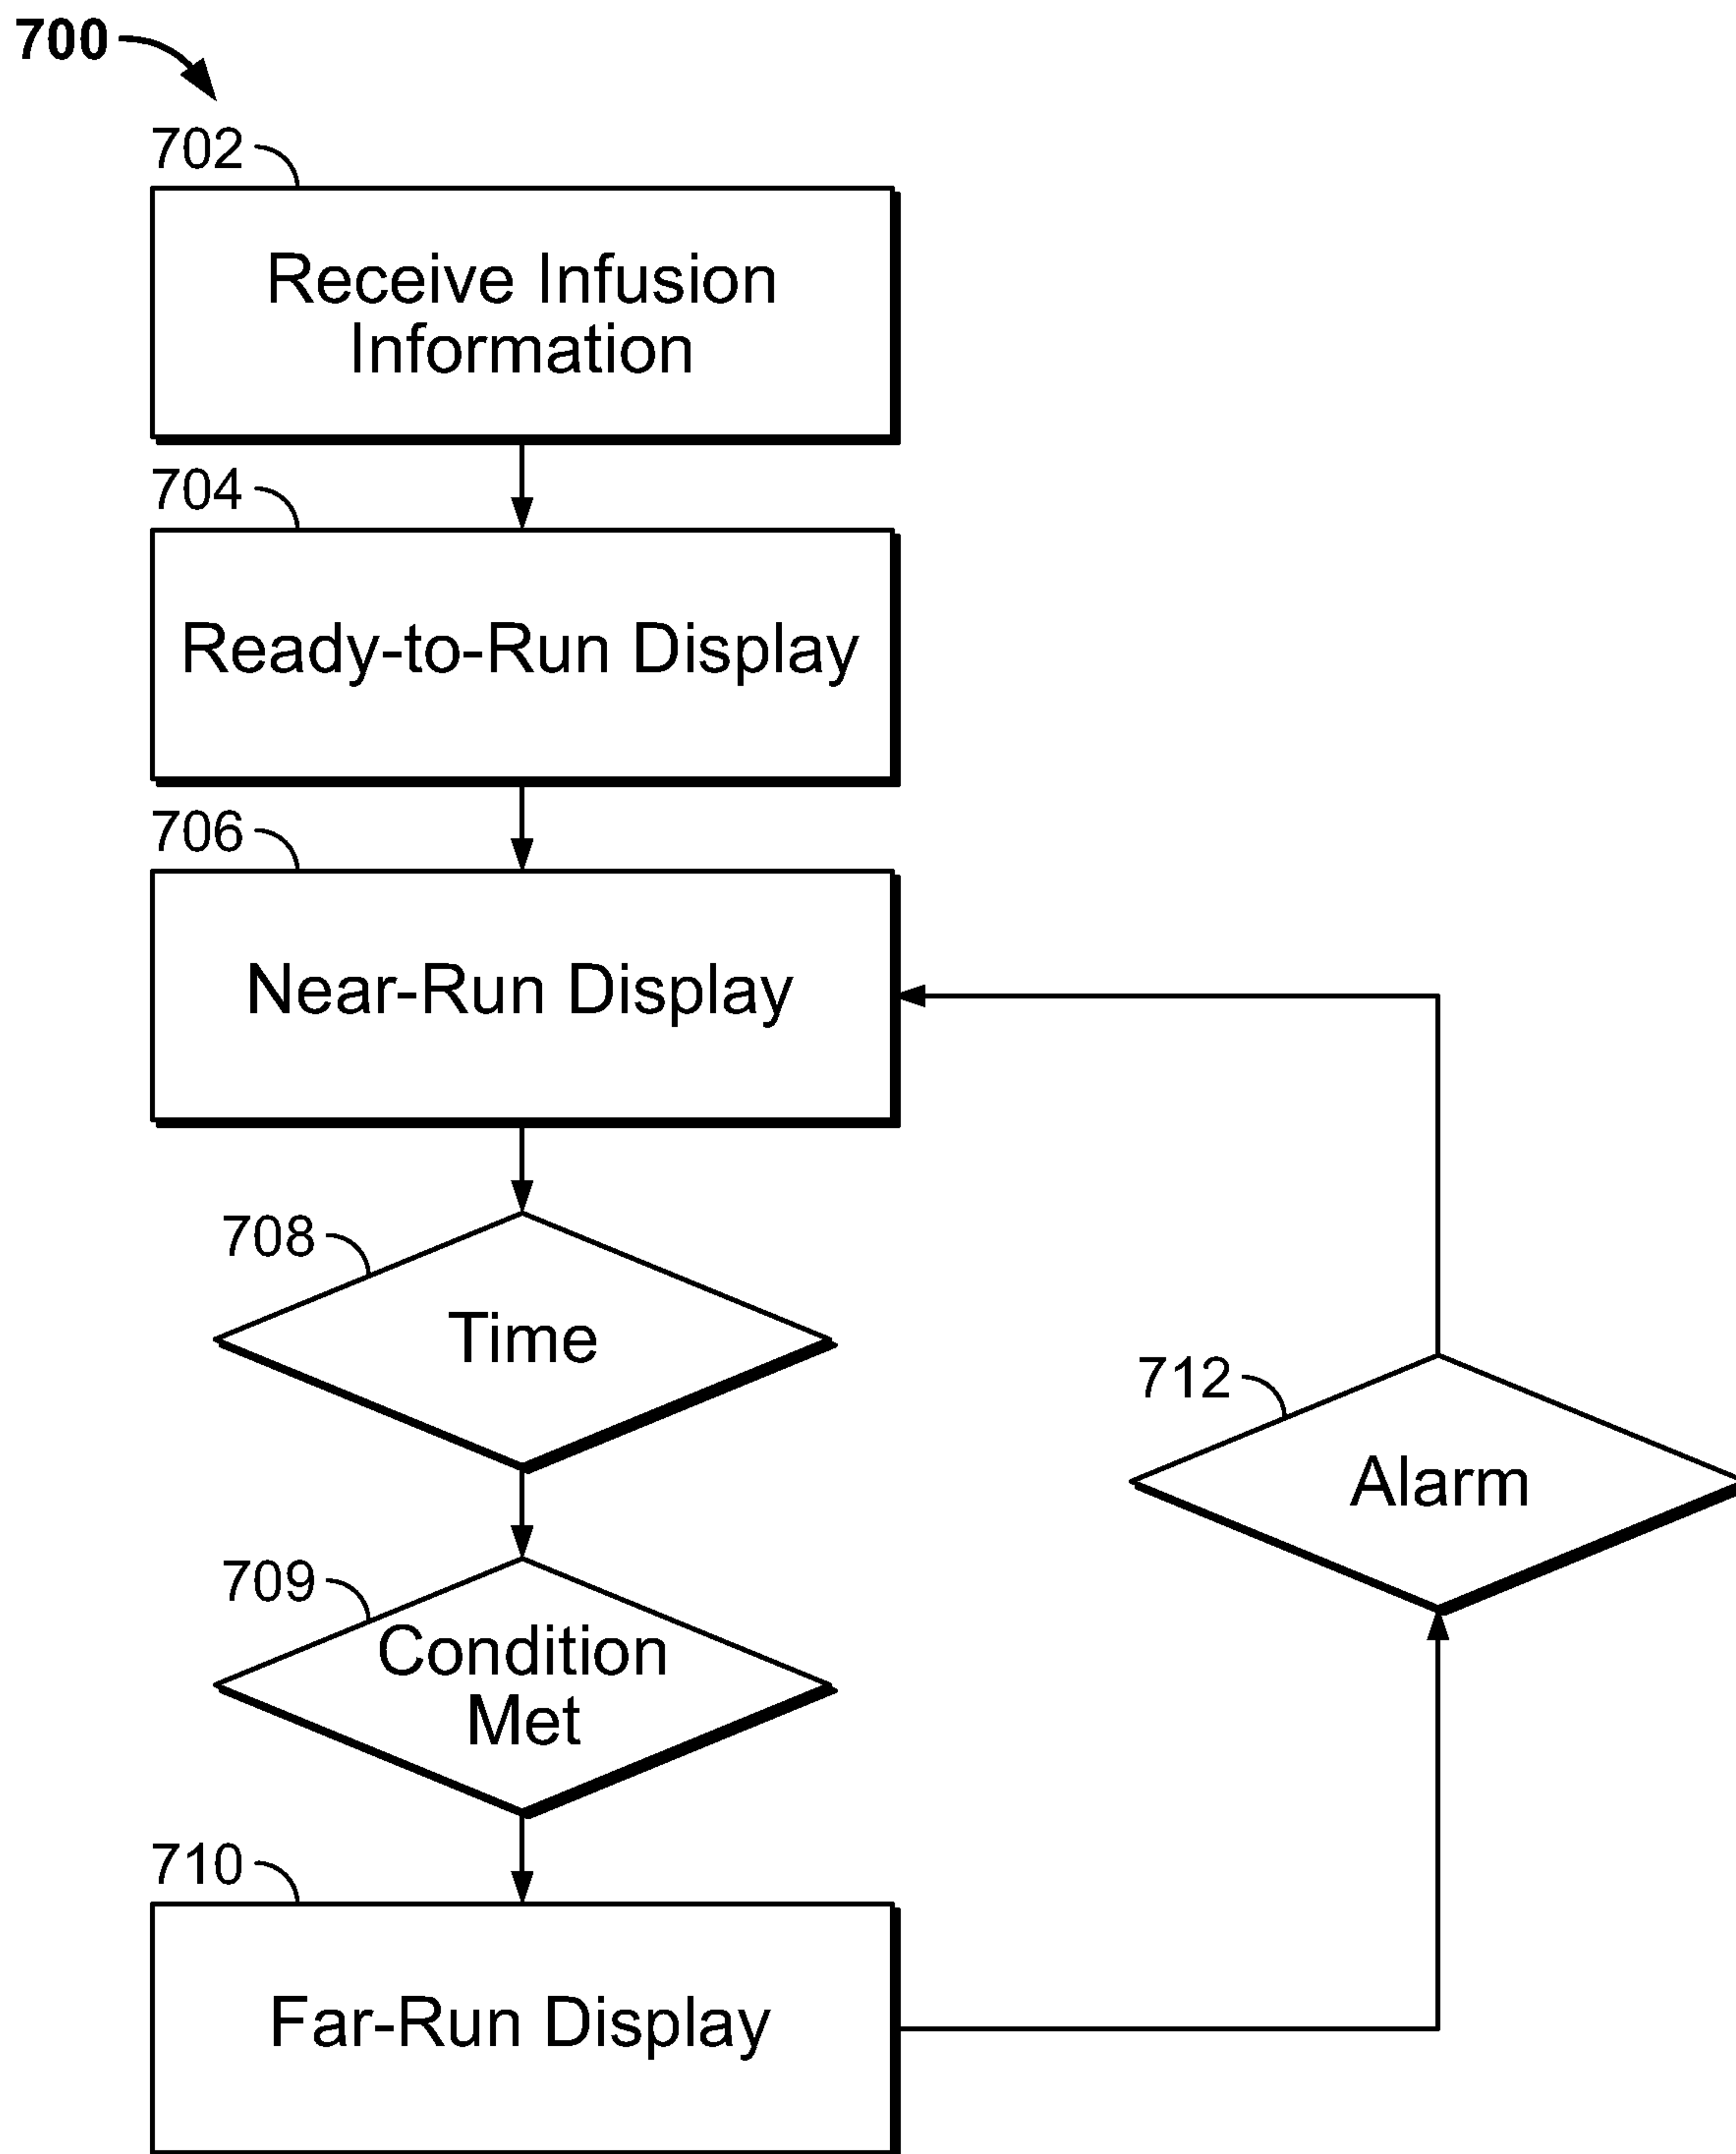 700
702
Receive Infusion
Information
704
Ready-to-Run Display
706
Near-Run Display
708
Time
712
Alarm
709
Condition
Met
710
Far-Run Display